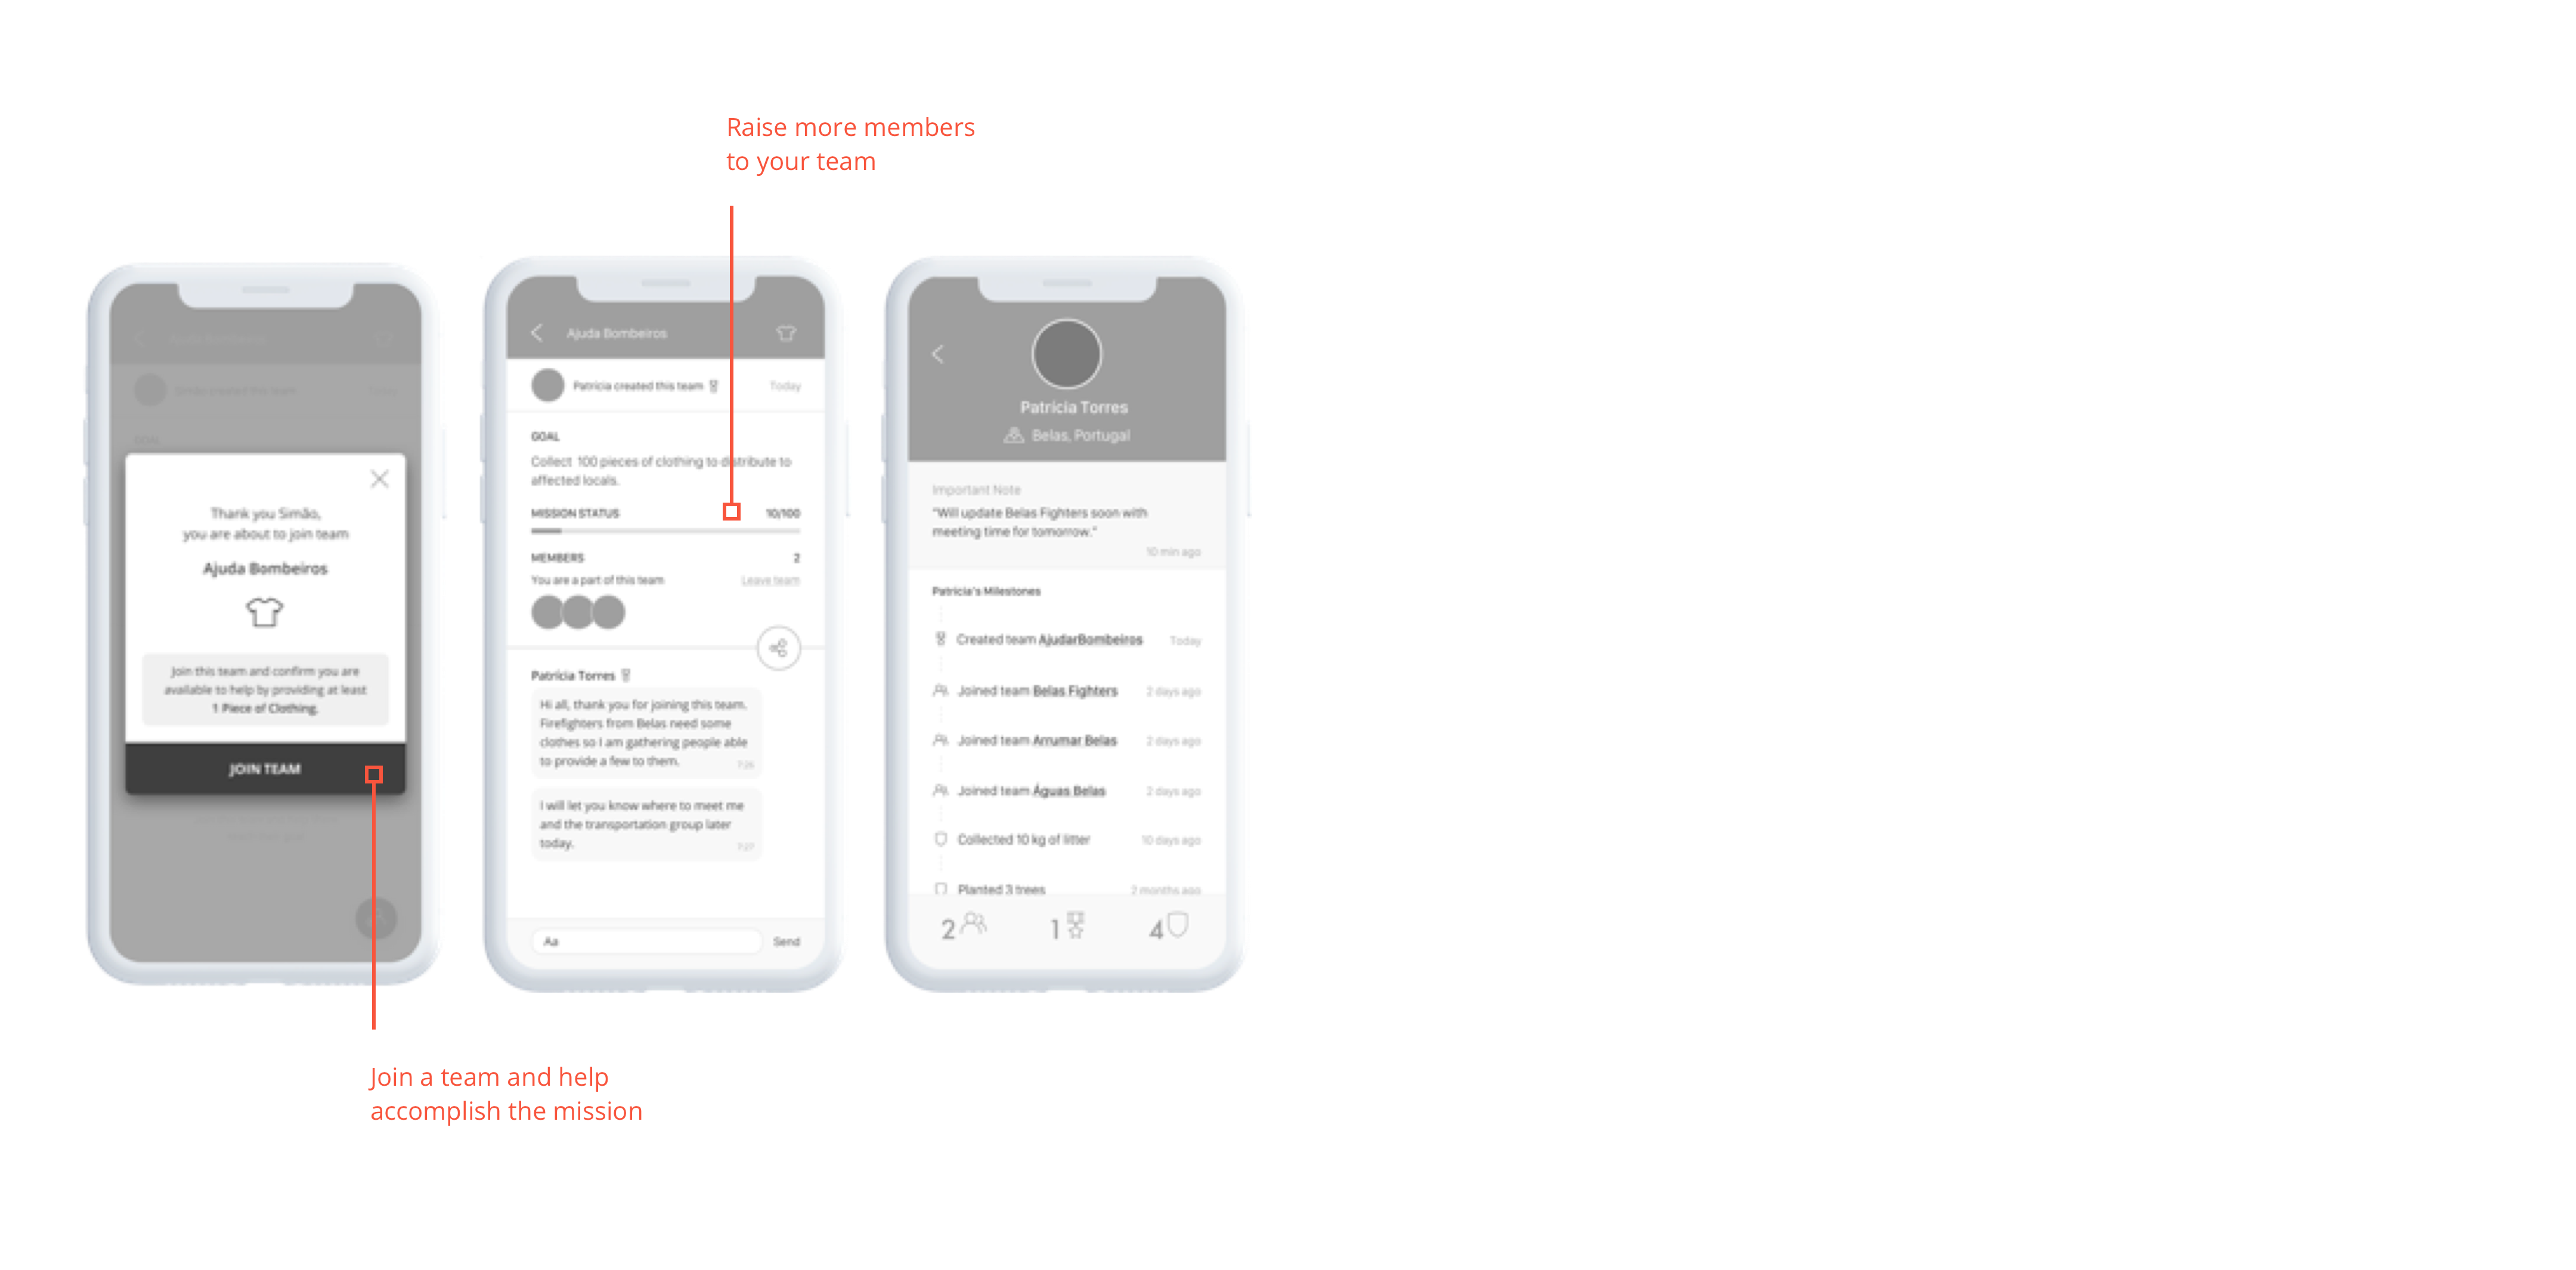 Raise more members
to your team
Thank you Simão,
you are about to join team
Ajuda Bombeiros
Join this team and confirm you are
available to help by providing at least
1 Piece of Clothing.
JOIN TEAM
Join a team and help
accomplish the mission
Ajuda Bombeiros
Patrícia created this team Today
GOAL
Collect 100 pieces of clothing to distribute to
affected locals.
MISSION STATUS 10/100
MEMBERS 2
You are a part of this team Leave team
Patrícia Torres
Hi all, thank you for joining this team.
Firefighters from Belas need some
clothes so I am gathering people able
to provide a few to them.
I will let you know where to meet me
and the transportation group later
today. 7:27
Aa Send
Patrícia Torres
Belas, Portugal
Important Note
"Will update Belas Fighters soon with
meeting time for tomorrow."
10 min ago
Patrícia's Milestones
Created team AjudarBombeiros Today
Joined team Belas Fighters 2 days ago
Joined team Arrumar Belas 2 days ago
Joined team Águas Belas 2 days ago
Collected 10 kg of litter 10 days ago
Planted 3 trees 2 months ago
2 1 4